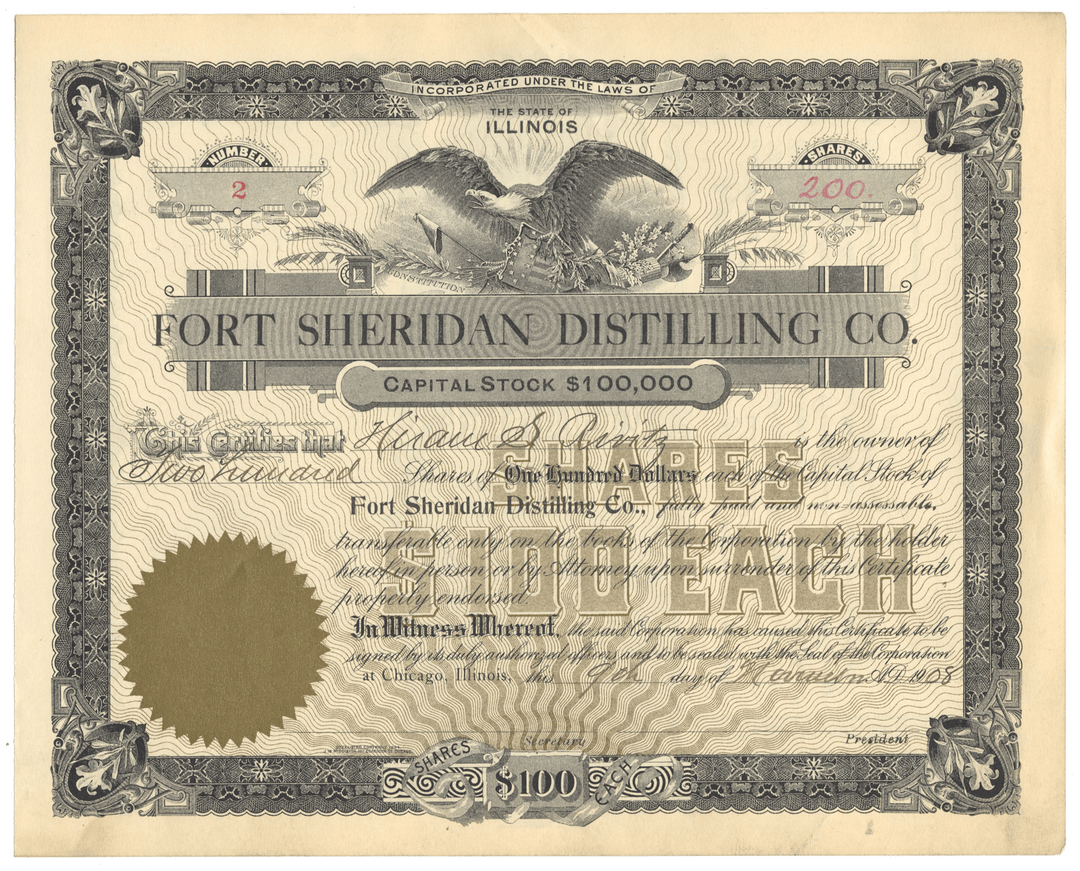 INCORPORATED UNDER THE LAWS OF
THE STATE OF
ILLINOIS
NUMBER
2
SHARES
200.
CONSTITUTION
FORT SHERIDAN DISTILLING CO.
CAPITAL STOCK $100,000
This Certifies that Hiram S Rivitz is the owner of
Two hundred Shares of One Hundred Dollars each of the Capital Stock of
Fort Sheridan Distilling Co., fully paid and non-assessable,
transferable only on the books of the Corporation by the holder
hereof in person or by Attorney upon surrender of this Certificate
properly endorsed.
In Witness Whereof, the said Corporation has caused this Certificate to be
signed by its duly authorized officers and to be sealed with the Seal of the Corporation
at Chicago, Illinois, this 9th day of A.D. 1908
SHARES
$100 EACH
Secretary
President
SHARES
$100
EACH